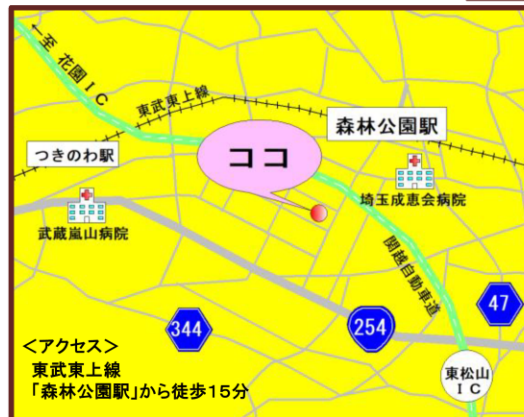 ←至 花園IC
東武東上線
森林公園駅
つきのわ駅
ココ
埼玉成恵会病院
武蔵嵐山病院
関越自動車道
47
344
254
東松山
IC
<アクセス>
東武東上線
「森林公園駅」から徒歩15分